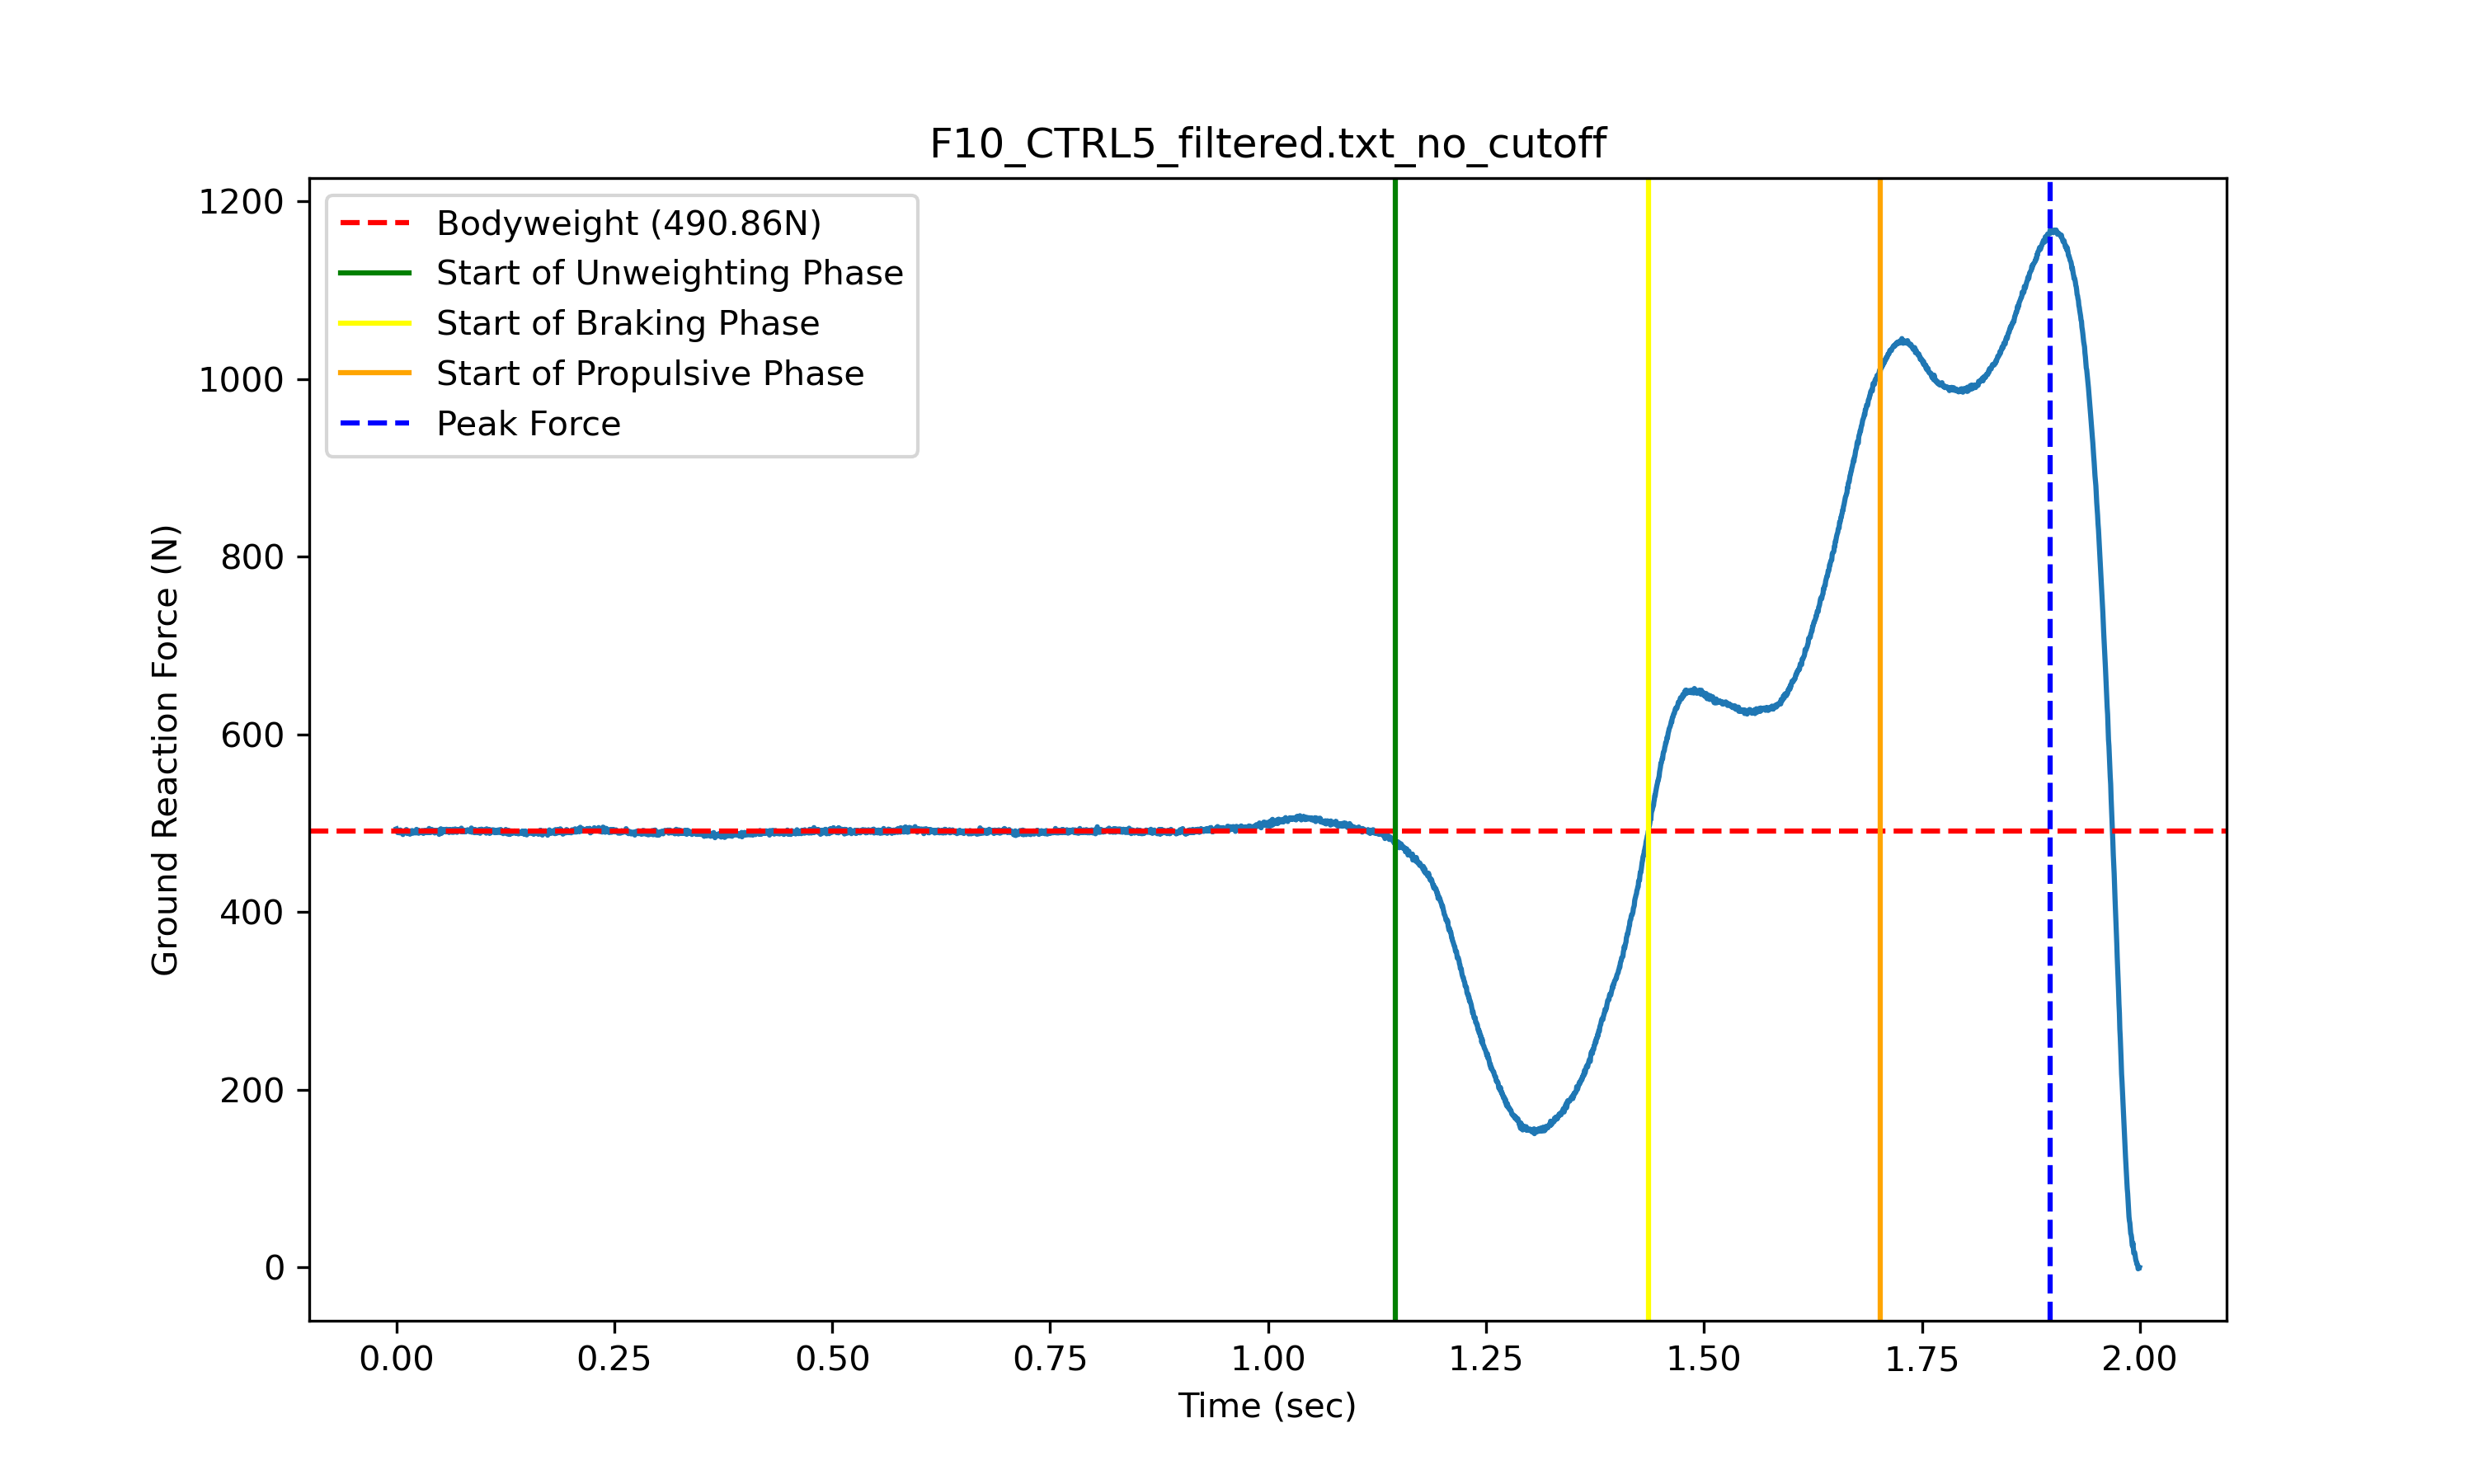 F10_CTRL5_filtered.txt_no_cutoff
Bodyweight (490.86N)
Start of Unweighting Phase
Start of Braking Phase
Start of Propulsive Phase
Peak Force
Ground Reaction Force (N)
1200
1000
800
600
400
200
0
0.00 0.25 0.50 0.75 1.00 1.25 1.50 1.75 2.00
Time (sec)